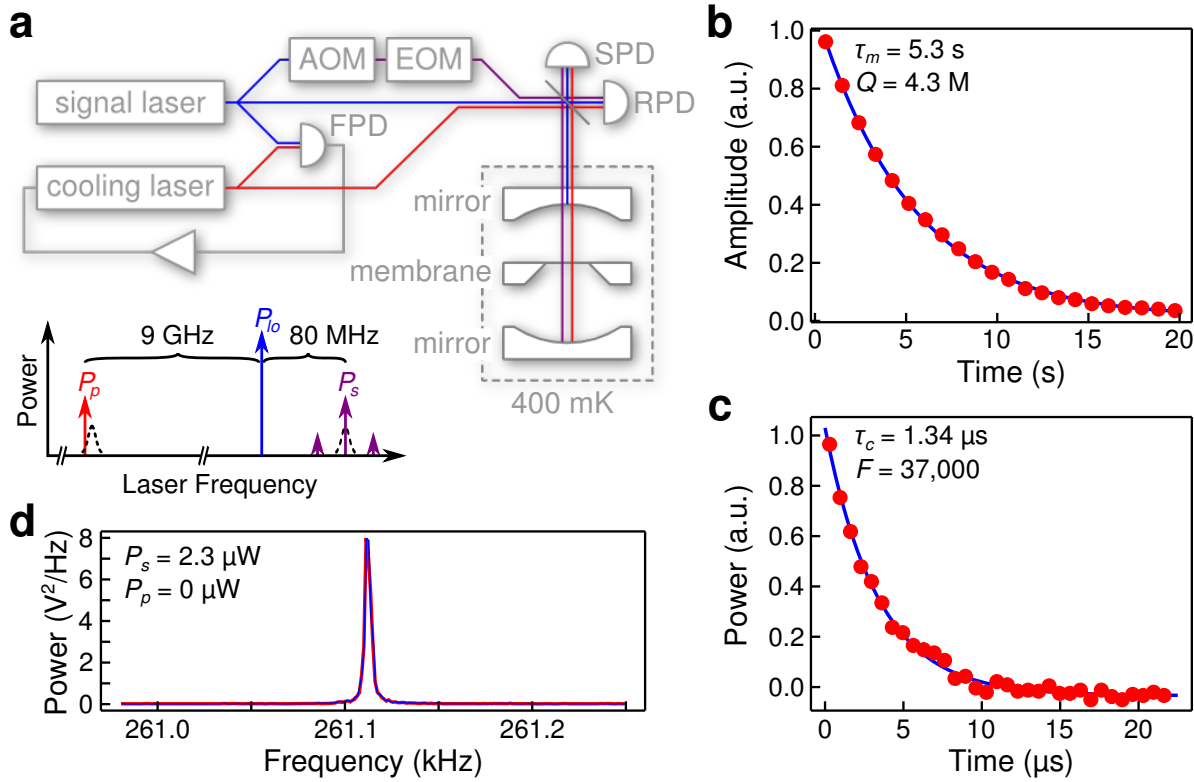 a
signal laser
AOM
EOM
SPD
RPD
FPD
cooling laser
mirror
membrane
mirror
400 mK
Power
9 GHz
80 MHz
Pp
Plo
Ps
Laser Frequency
b
τm = 5.3 s
Q = 4.3 M
Amplitude (a.u.)
1.0
0.8
0.6
0.4
0.2
0.0
0
5
10
15
20
Time (s)
c
τc = 1.34 µs
F = 37,000
Power (a.u.)
1.0
0.8
0.6
0.4
0.2
0.0
0
5
10
15
20
Time (µs)
d
Ps = 2.3 µW
Pp = 0 µW
Power (V²/Hz)
8
6
4
2
0
261.0
261.1
261.2
Frequency (kHz)